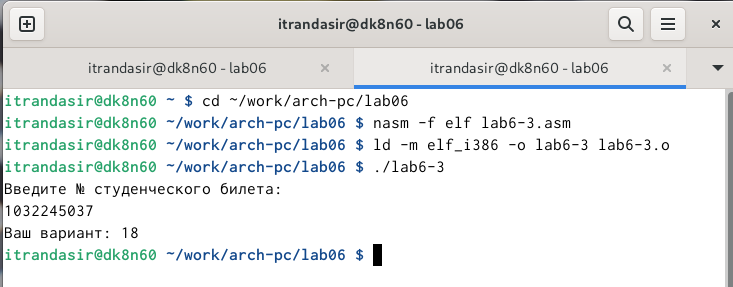 itrandasir@dk8n60 - lab06
itrandasir@dk8n60 - lab06
itrandasir@dk8n60 - lab06
itrandasir@dk8n60 ~ $ cd ~/work/arch-pc/lab06
itrandasir@dk8n60 ~/work/arch-pc/lab06 $ nasm -f elf lab6-3.asm
itrandasir@dk8n60 ~/work/arch-pc/lab06 $ ld -m elf_i386 -o lab6-3 lab6-3.o
itrandasir@dk8n60 ~/work/arch-pc/lab06 $ ./lab6-3
Введите № студенческого билета:
1032245037
Ваш вариант: 18
itrandasir@dk8n60 ~/work/arch-pc/lab06 $